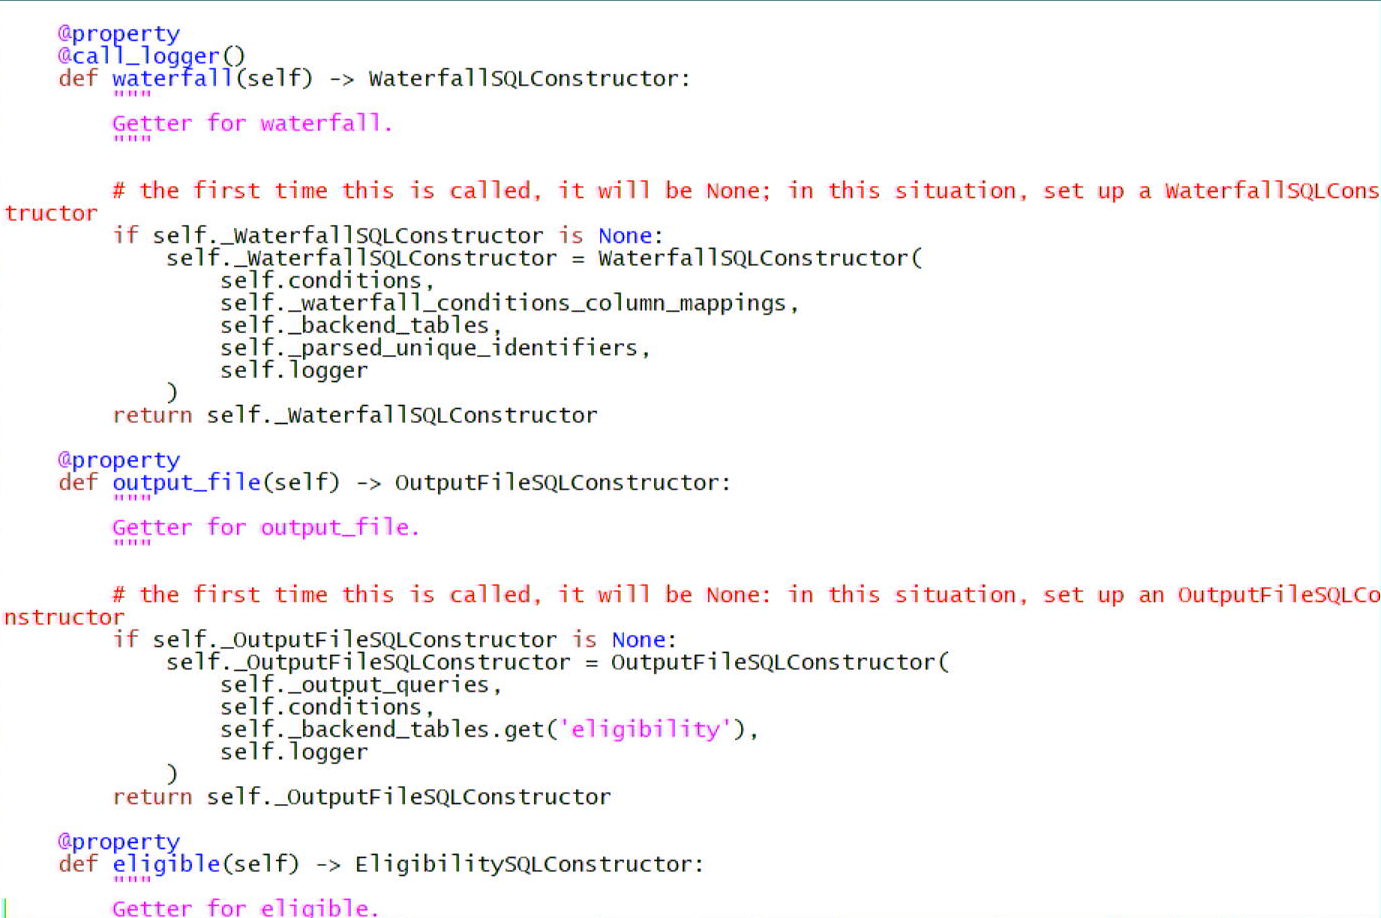 @property
@call_logger()
def waterfall(self) -> WaterfallSQLConstructor:
"""
Getter for waterfall.
"""
# the first time this is called, it will be None; in this situation, set up a WaterfallSQLCons
tructor
if self._WaterfallSQLConstructor is None:
self._WaterfallSQLConstructor = WaterfallSQLConstructor(
self.conditions,
self._waterfall_conditions_column_mappings,
self._backend_tables,
self._parsed_unique_identifiers,
self.logger
)
return self._WaterfallSQLConstructor
@property
def output_file(self) -> OutputFileSQLConstructor:
"""
Getter for output_file.
"""
# the first time this is called, it will be None: in this situation, set up an OutputFileSQLCo
nstructor
if self._OutputFileSQLConstructor is None:
self._OutputFileSQLConstructor = OutputFileSQLConstructor(
self._output_queries,
self.conditions,
self._backend_tables.get('eligibility'),
self.logger
)
return self._OutputFileSQLConstructor
@property
def eligible(self) -> EligibilitySQLConstructor:
"""
Getter for eligible.